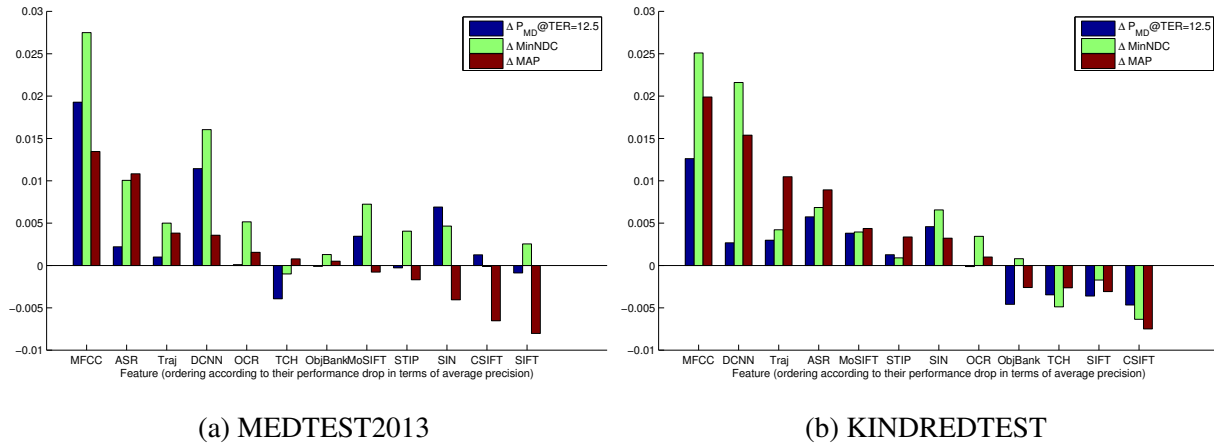 0.03
0.025
0.02
0.015
0.01
0.005
0
−0.005
−0.01
Δ PMD@TER=12.5
Δ MinNDC
Δ MAP
MFCC ASR Traj DCNN OCR TCH ObjBank MoSIFT STIP SIN CSIFT SIFT
Feature (ordering according to their performance drop in terms of average precision)
(a) MEDTEST2013
0.03
0.025
0.02
0.015
0.01
0.005
0
−0.005
−0.01
Δ PMD@TER=12.5
Δ MinNDC
Δ MAP
MFCC DCNN Traj ASR MoSIFT STIP SIN OCR ObjBank TCH SIFT CSIFT
Feature (ordering according to their performance drop in terms of average precision)
(b) KINDREDTEST